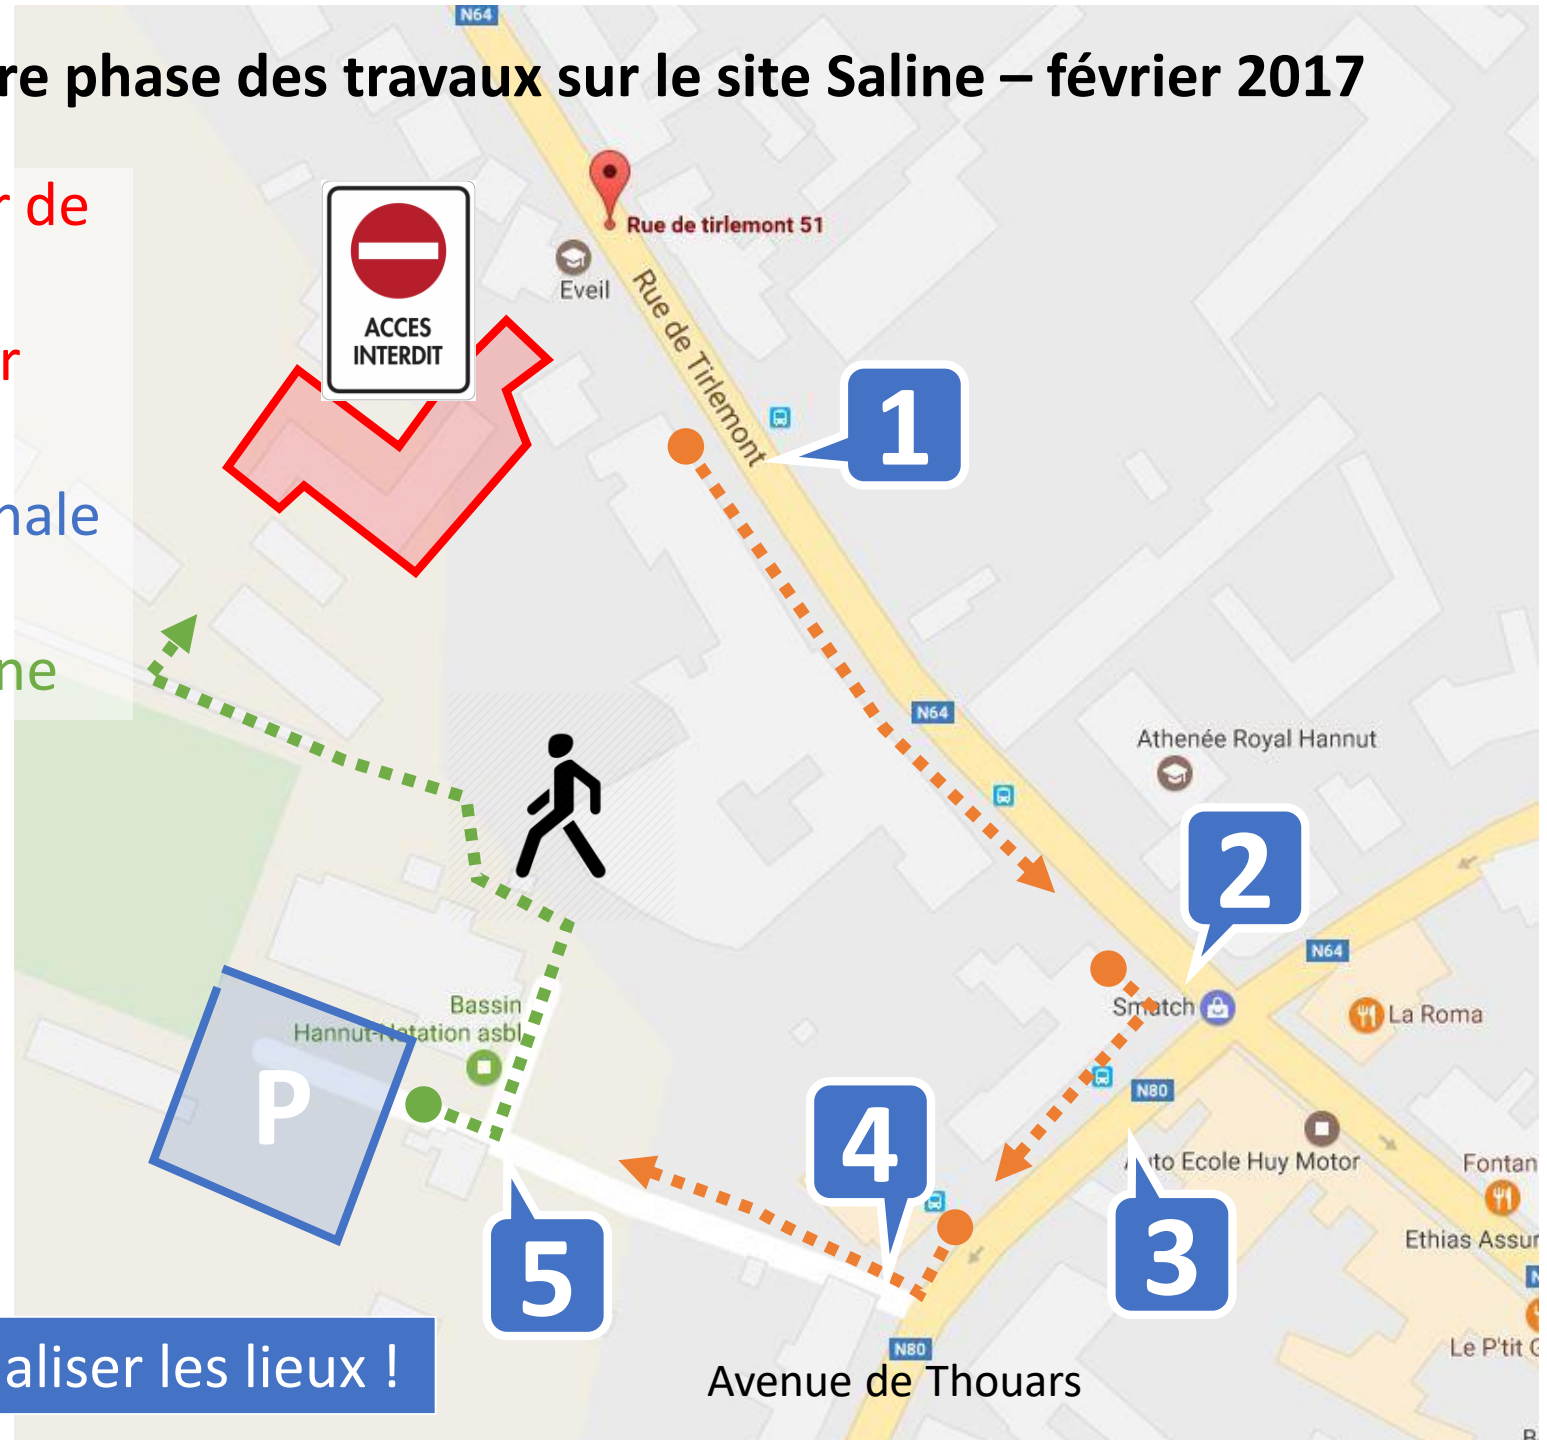 N64
re phase des travaux sur le site Saline – février 2017
r de
r
nale
ne
ACCES
INTERDIT
Rue de tirlemont 51
Eveil
Rue de Tirlemont
1
N64
Athenée Royal Hannut
2
N64
Smatch
La Roma
N80
Bassin
Hannut-Natation asbl
P
4
Auto Ecole Huy Motor
Fontan
3
Ethias Assur
5
N80
Le P'tit
Avenue de Thouars
aliser les lieux !